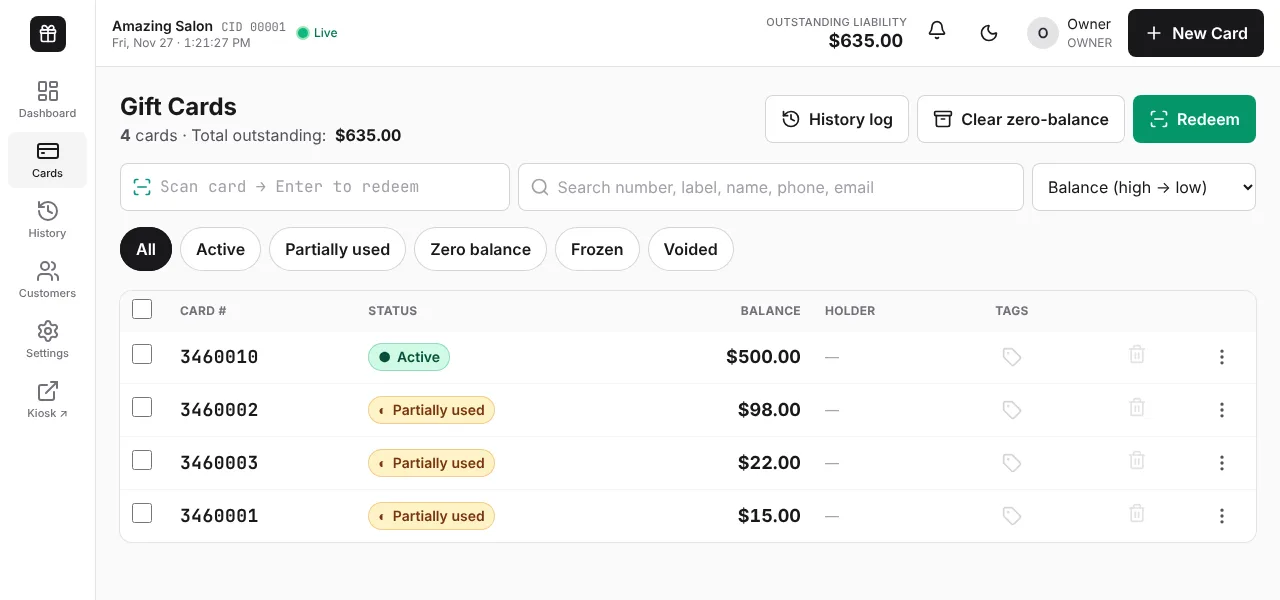 Amazing Salon CID 00001
Live
Fri, Nov 27 · 1:21:27 PM
OUTSTANDING LIABILITY
$635.00
O
Owner
OWNER
New Card
Dashboard
Cards
History
Customers
Settings
Kiosk ↗
Gift Cards
4 cards · Total outstanding: $635.00
History log
Clear zero-balance
Redeem
Scan card → Enter to redeem
Search number, label, name, phone, email
Balance (high → low)
All
Active
Partially used
Zero balance
Frozen
Voided
CARD # STATUS BALANCE HOLDER TAGS
3460010 Active $500.00 —
3460002 Partially used $98.00 —
3460003 Partially used $22.00 —
3460001 Partially used $15.00 —